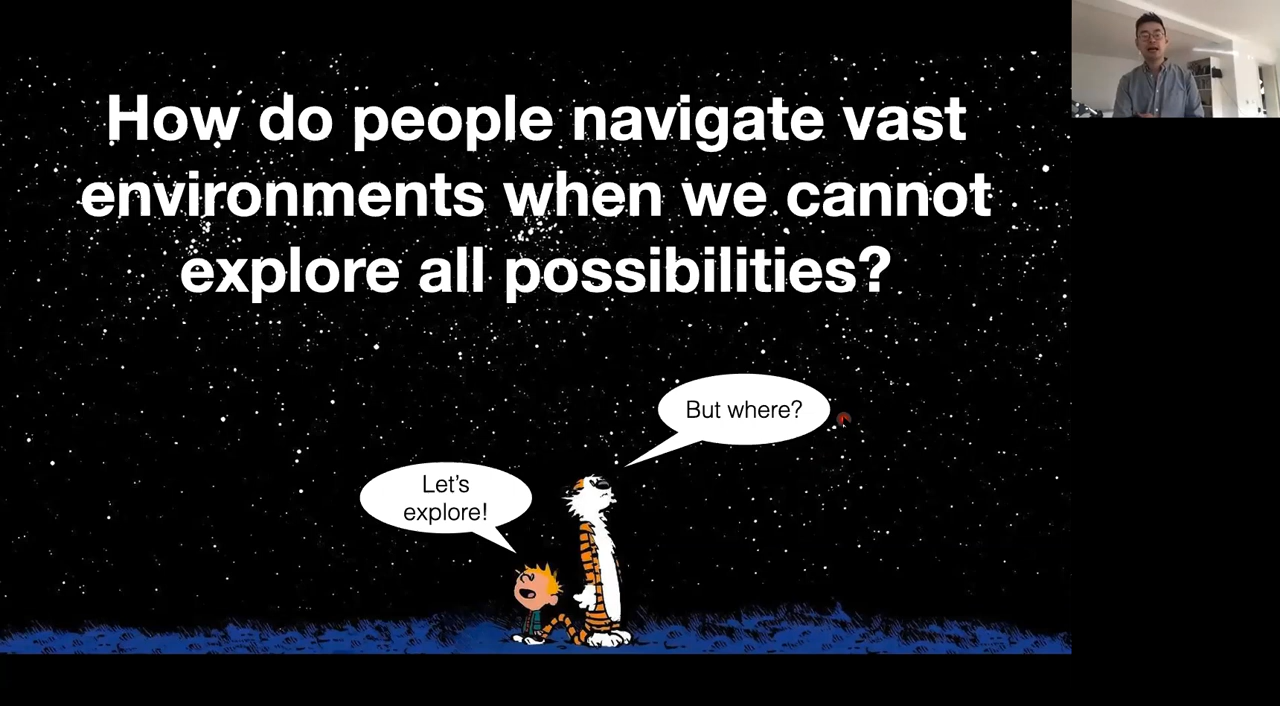 How do people navigate vast
environments when we cannot
explore all possibilities?
But where?
Let's
explore!